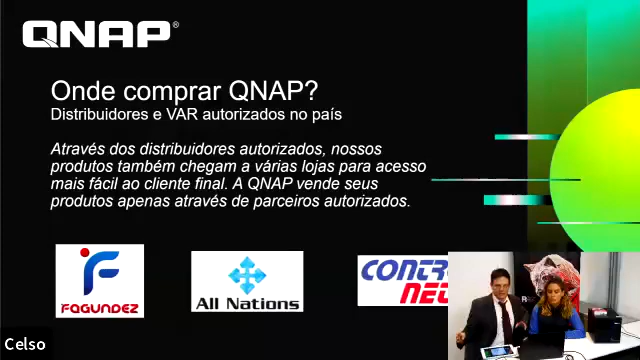 QNAP®
Onde comprar QNAP?
Distribuidores e VAR autorizados no país
Através dos distribuidores autorizados, nossos
produtos também chegam a várias lojas para acesso
mais fácil ao cliente final. A QNAP vende seus
produtos apenas através de parceiros autorizados.
FAGUNDEZ
All Nations
CONTR
NET
Celso